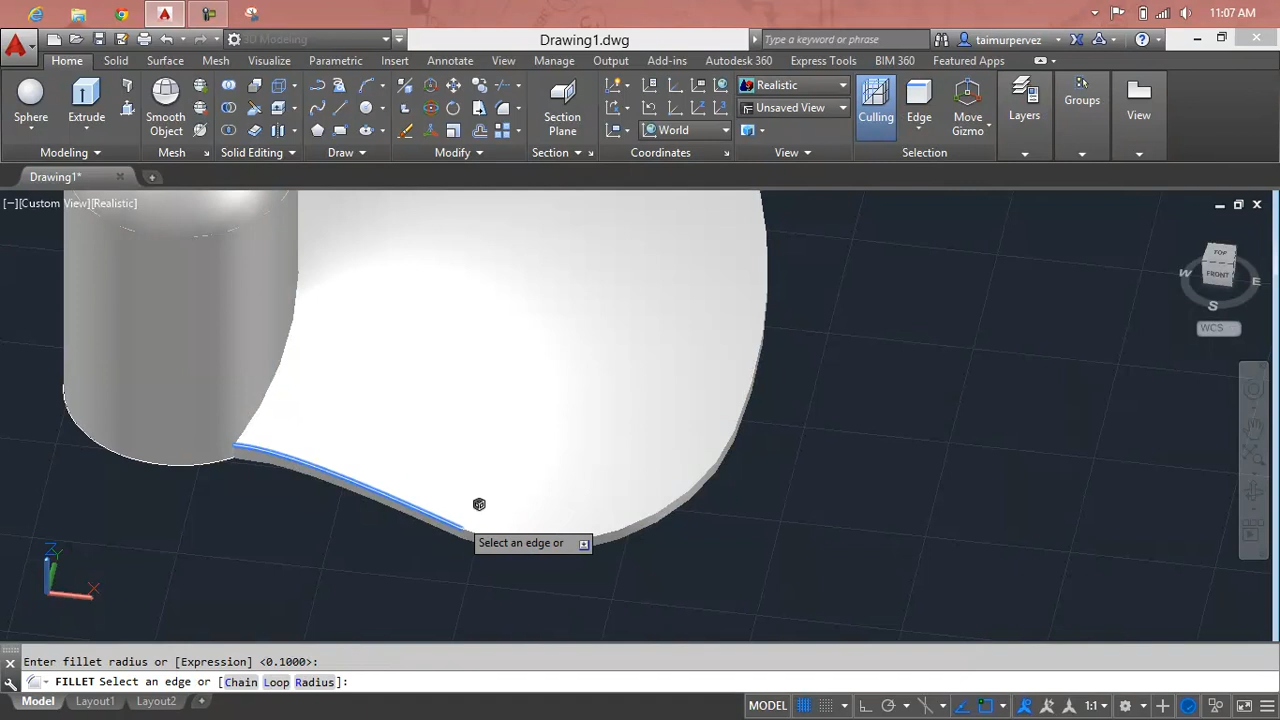 11:07 AM
3D Modeling
Drawing1.dwg
Type a keyword or phrase
taimurpervez
Home Solid Surface Mesh Visualize Parametric Insert Annotate View Manage Output Add-ins Autodesk 360 Express Tools BIM 360 Featured Apps
Sphere Extrude Smooth Object Section Plane Realistic Unsaved View World Culling Edge Move Gizmo Layers Groups View
Modeling Mesh Solid Editing Draw Modify Section Coordinates View Selection
Drawing1*
[−][Custom View][Realistic]
TOP
FRONT
W
E
S
WCS
Select an edge or
Z
Y
X
Enter fillet radius or [Expression] <0.1000>:
FILLET Select an edge or [Chain Loop Radius]:
Model Layout1 Layout2 + MODEL 1:1